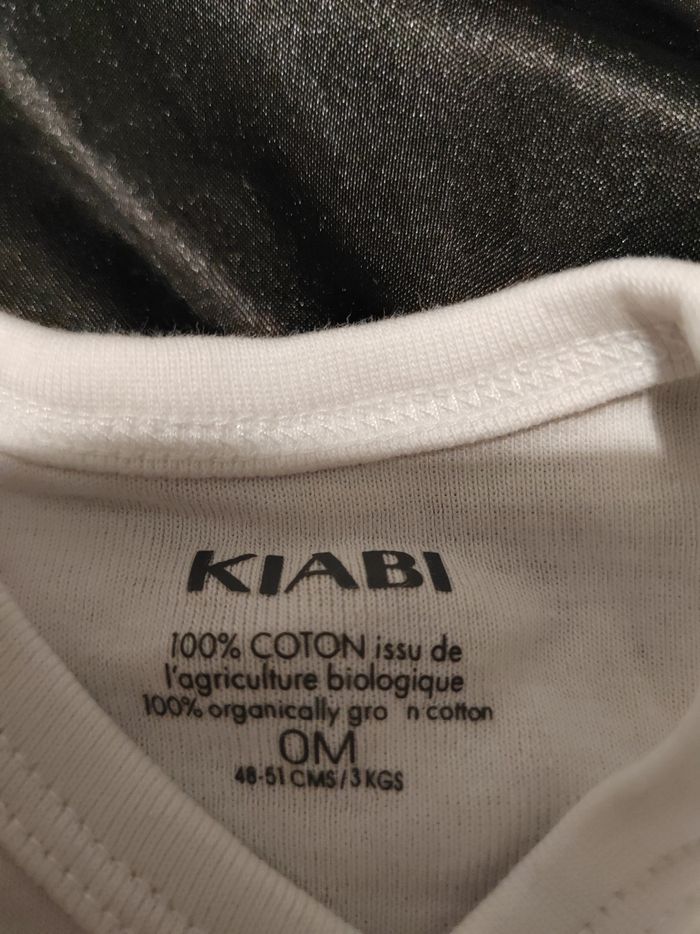 KIABI
100% COTON issu de
l'agriculture biologique
100% organically gro n cotton
0M
48-51 CMS/3 KGS